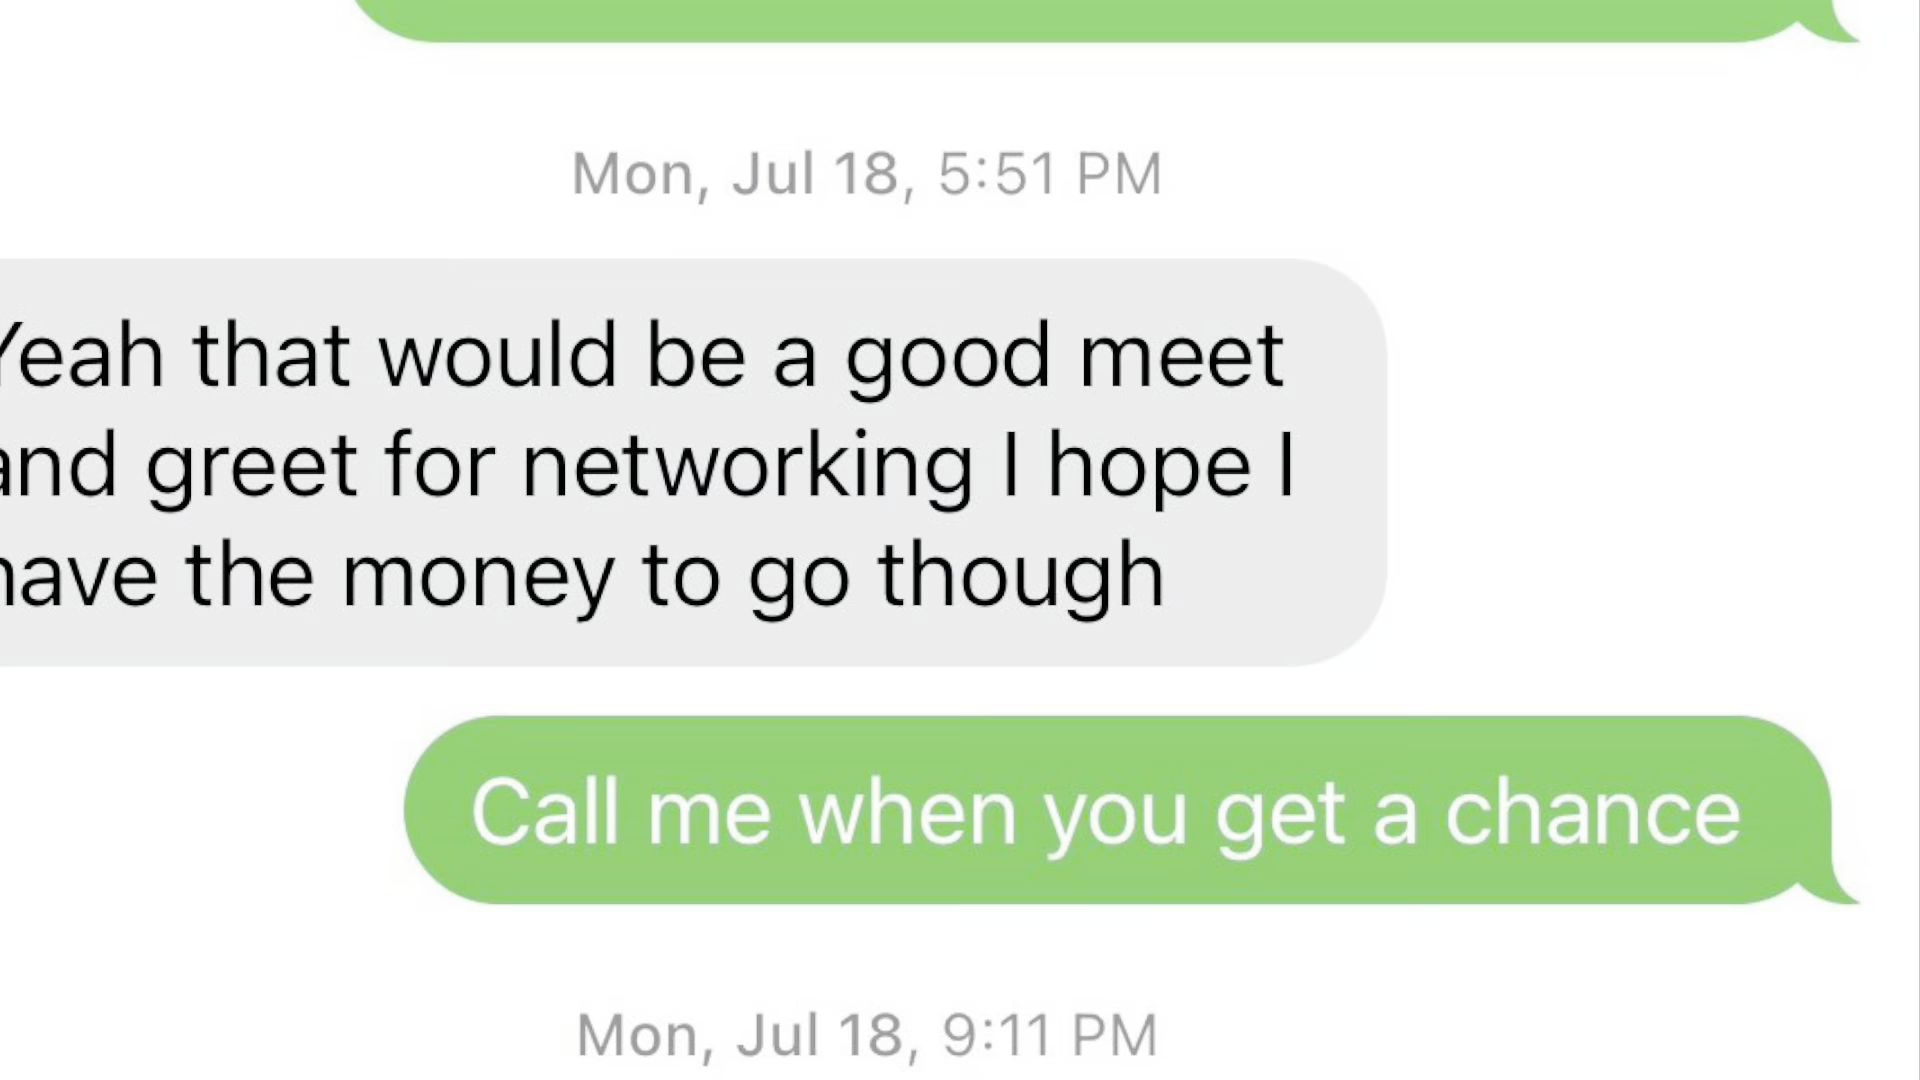 Mon, Jul 18, 5:51 PM
Yeah that would be a good meet
and greet for networking I hope I
have the money to go though
Call me when you get a chance
Mon, Jul 18, 9:11 PM